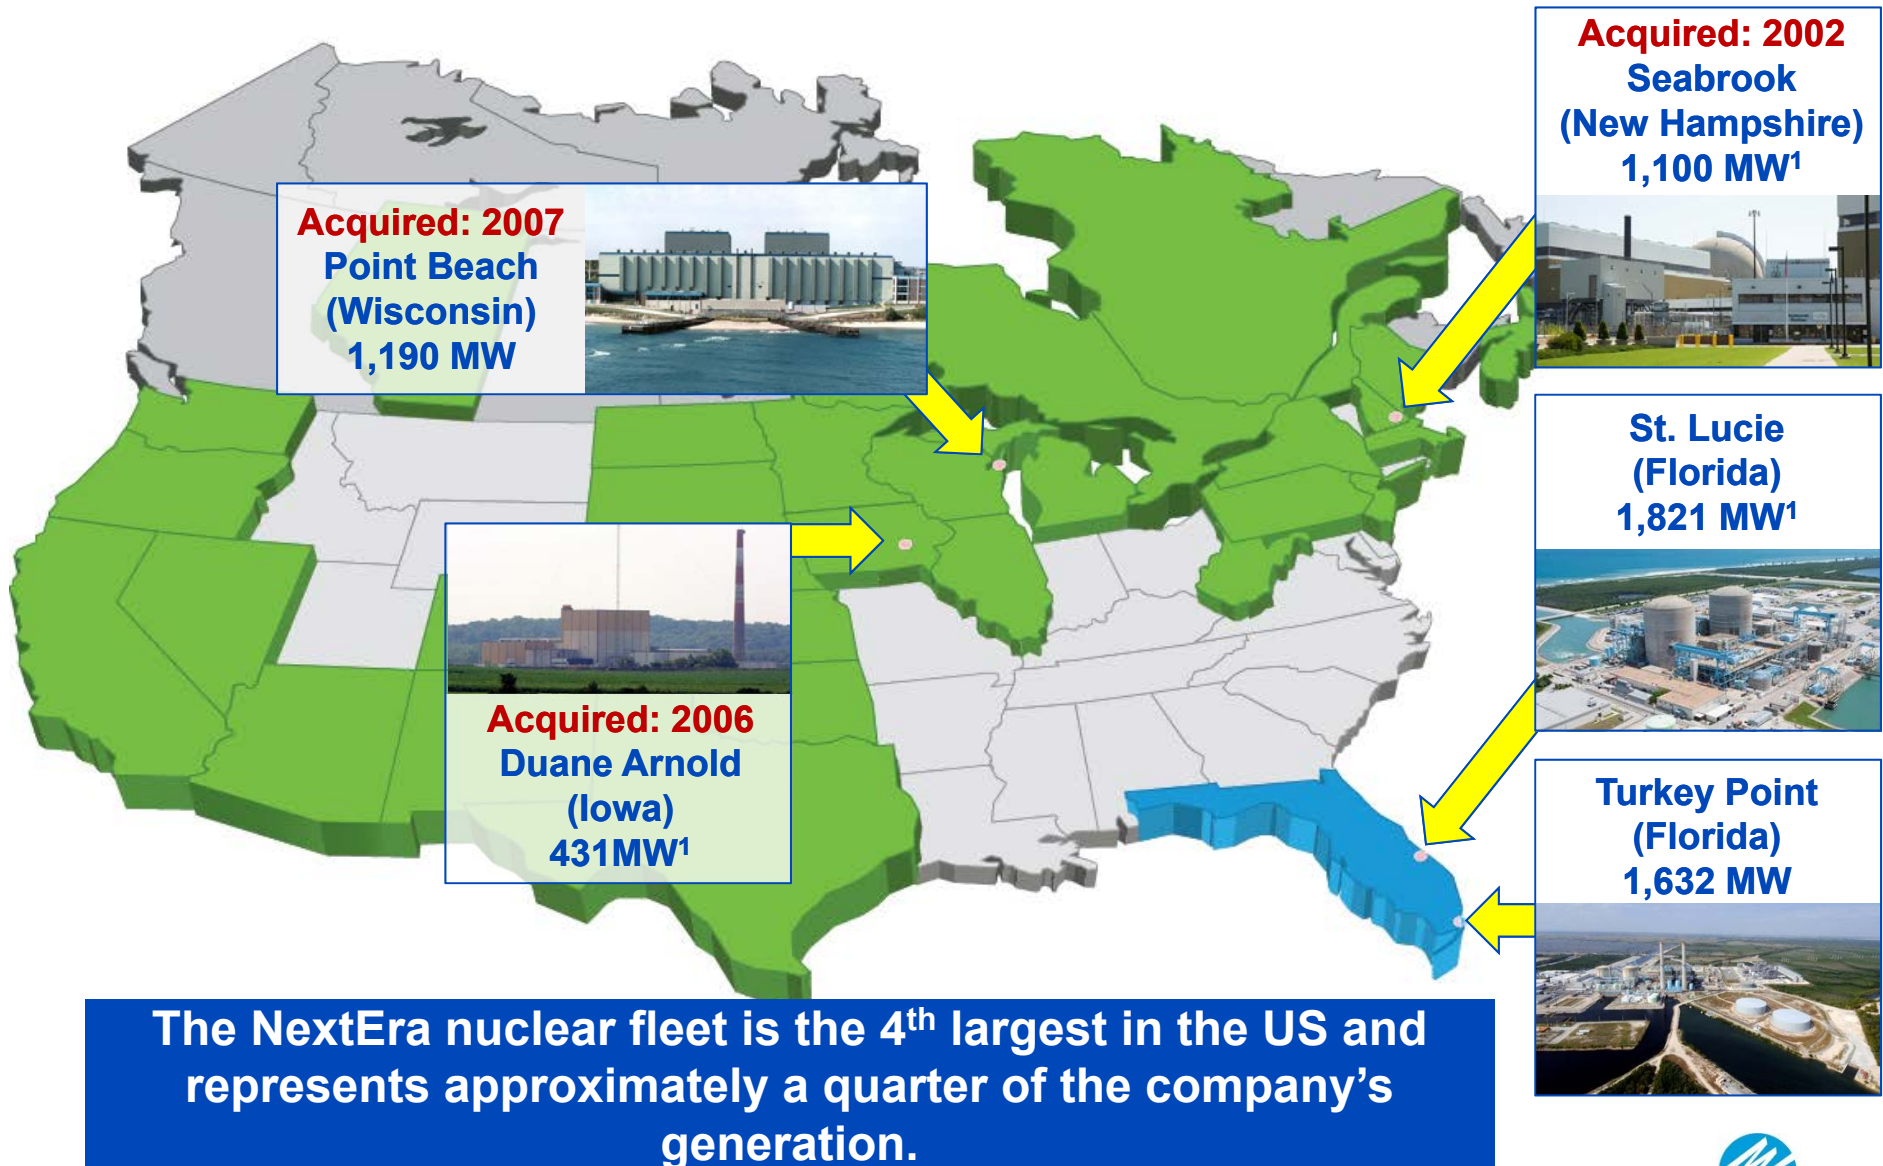 Acquired: 2002
Seabrook
(New Hampshire)
1,100 MW¹
Acquired: 2007
Point Beach
(Wisconsin)
1,190 MW
St. Lucie
(Florida)
1,821 MW¹
Acquired: 2006
Duane Arnold
(Iowa)
431MW¹
Turkey Point
(Florida)
1,632 MW
The NextEra nuclear fleet is the 4th largest in the US and
represents approximately a quarter of the company’s
generation.